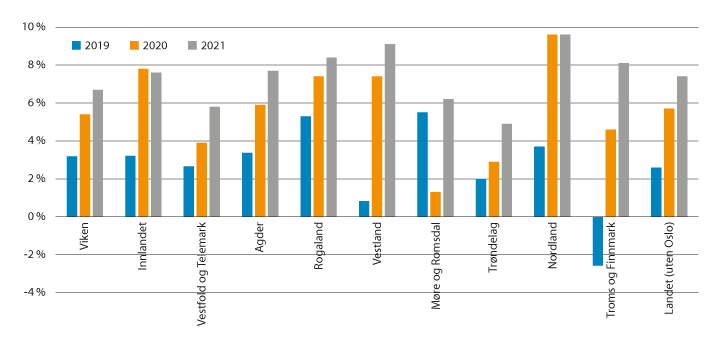 10 %
2019 2020 2021
8 %
6 %
4 %
2 %
0 %
-2 %
-4 %
Viken
Innlandet
Vestfold og Telemark
Agder
Rogaland
Vestland
Møre og Romsdal
Trøndelag
Nordland
Troms og Finnmark
Landet (uten Oslo)